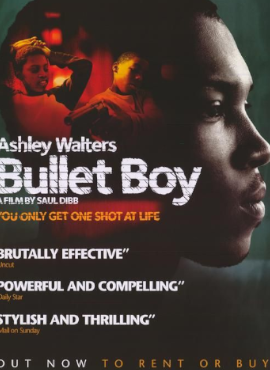 Ashley Walters
Bullet Boy
A FILM BY SAUL DIBB
YOU ONLY GET ONE SHOT AT LIFE
BRUTALLY EFFECTIVE"
Uncut
POWERFUL AND COMPELLING"
Daily Star
STYLISH AND THRILLING"
Mail on Sunday
OUT NOW TO RENT OR BUY